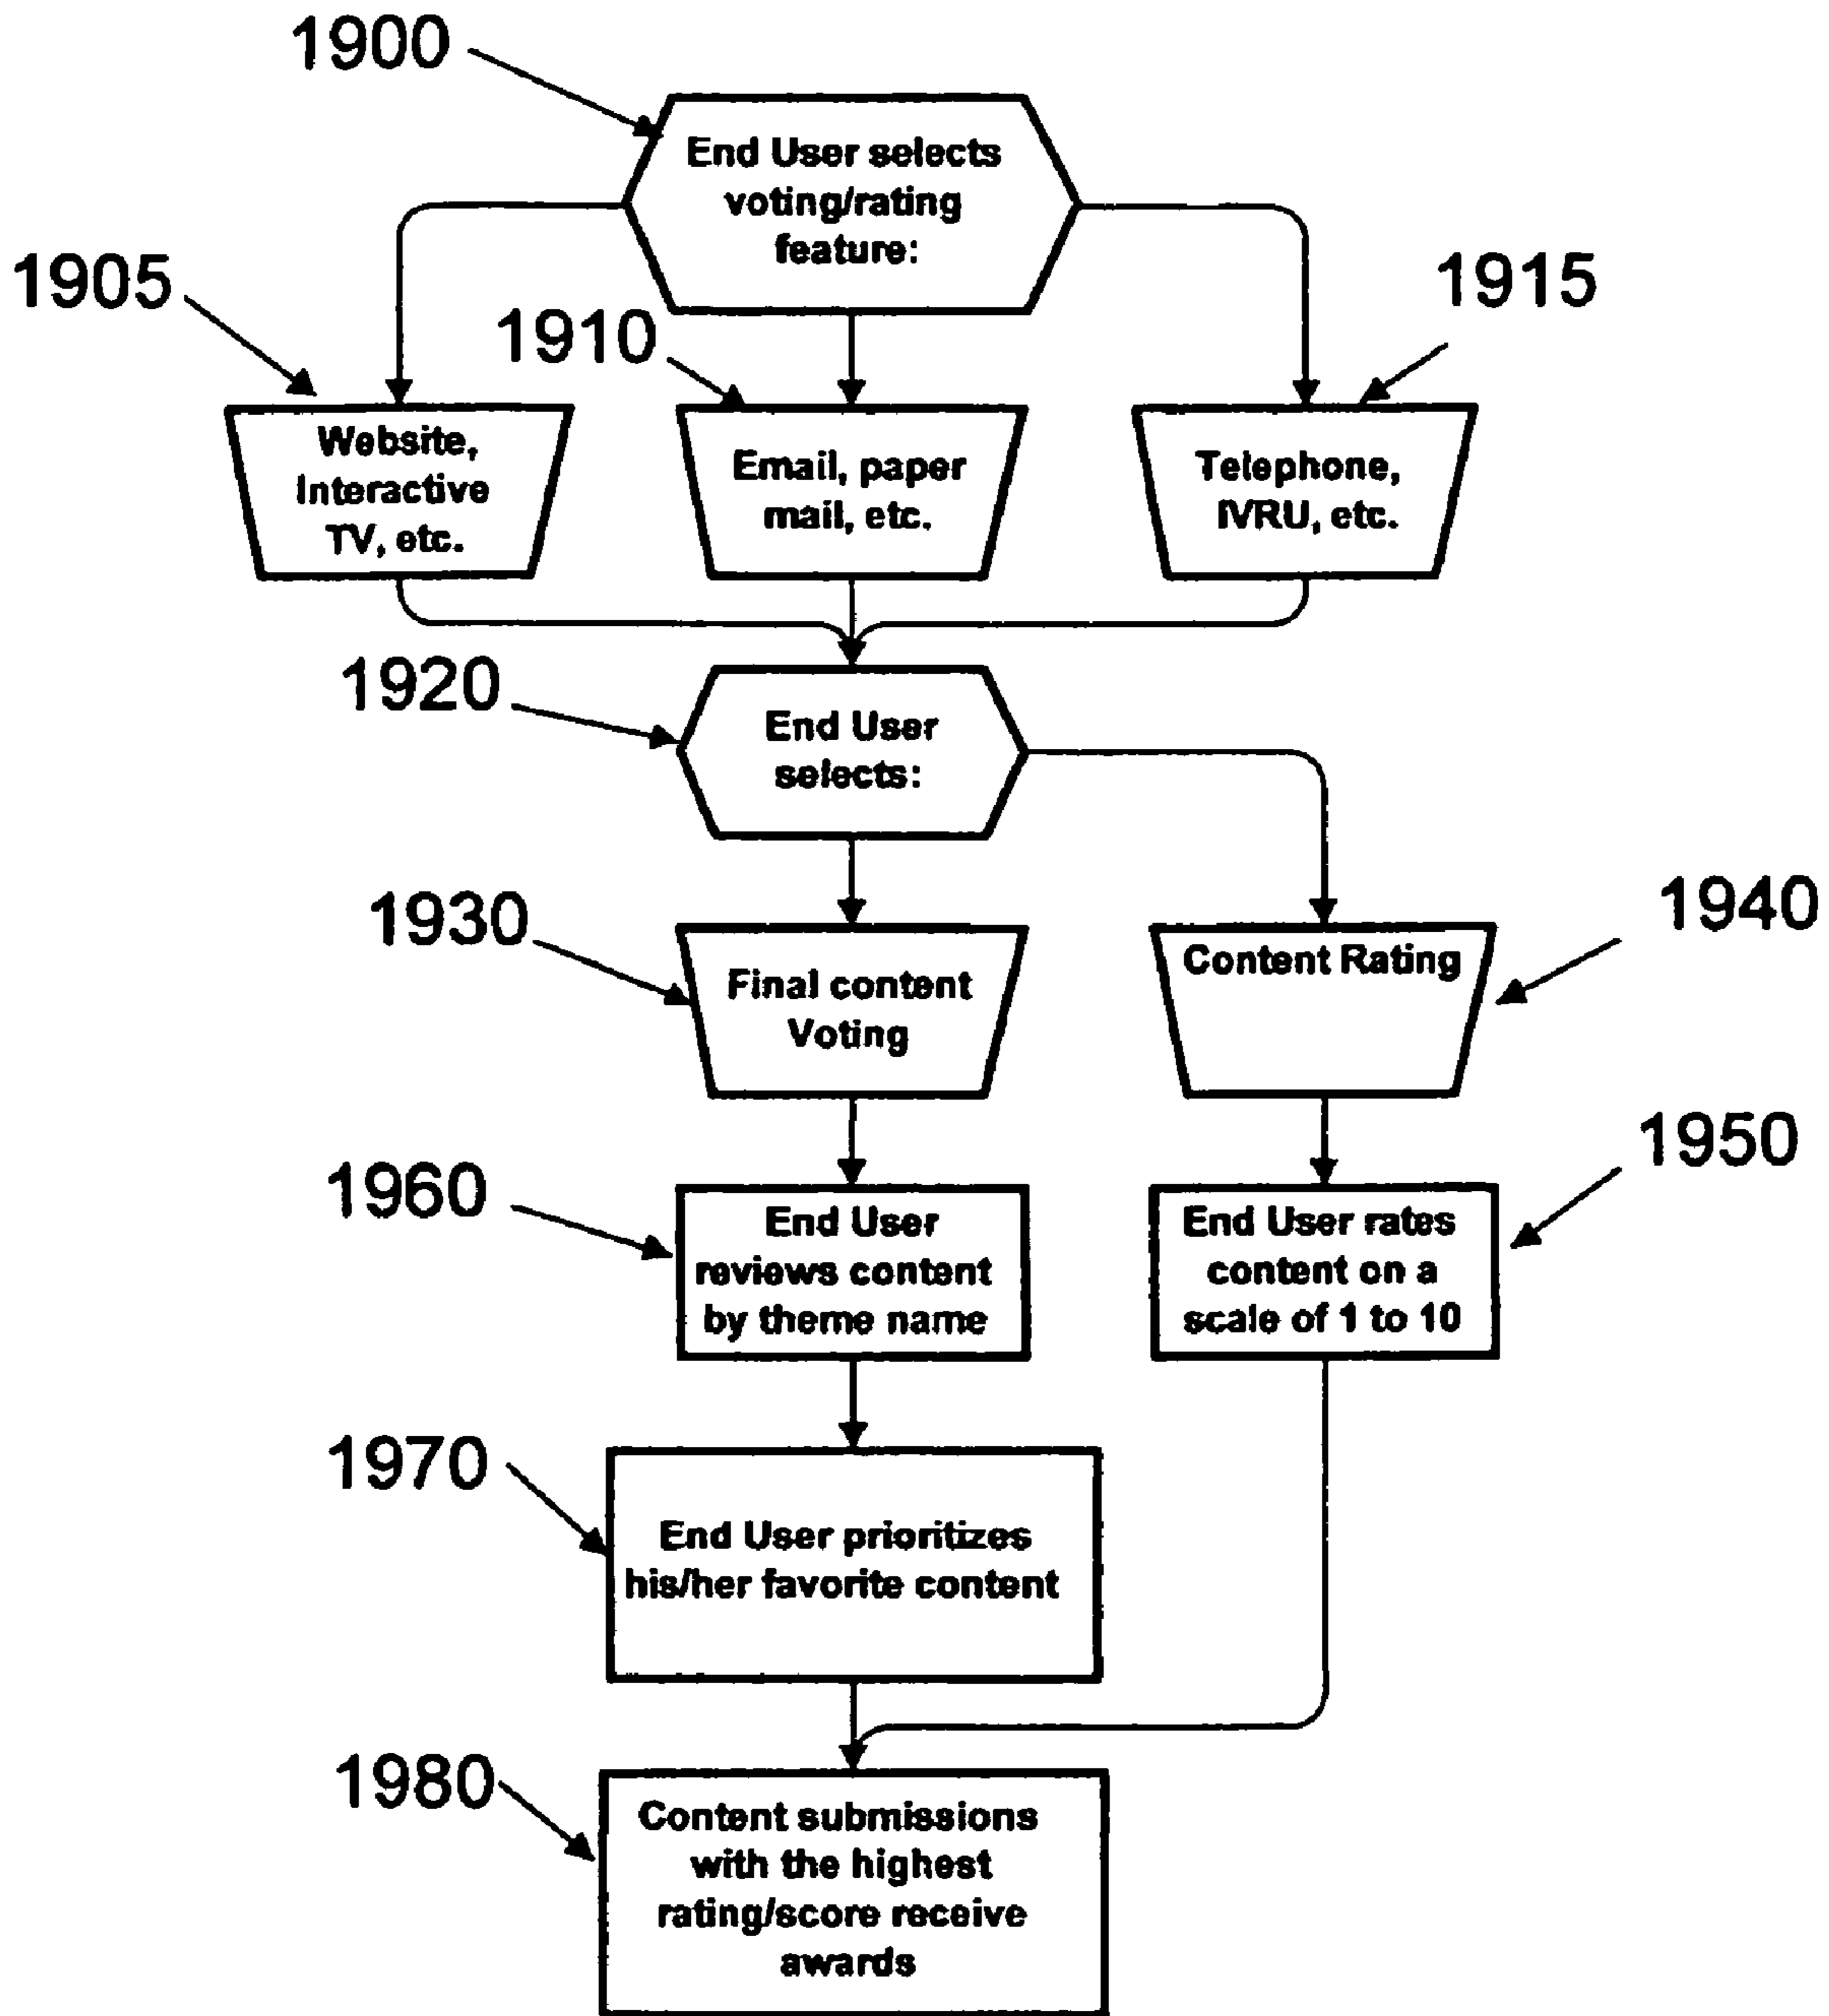 1900
End User selects
voting/rating
feature:
1905
1910
1915
Website,
Interactive
TV, etc.
Email, paper
mail, etc.
Telephone,
IVRU, etc.
1920
End User
selects:
1930
1940
Final content
Voting
Content Rating
1960
1950
End User
reviews content
by theme name
End User rates
content on a
scale of 1 to 10
1970
End User prioritizes
his/her favorite content
1980
Content submissions
with the highest
rating/score receive
awards